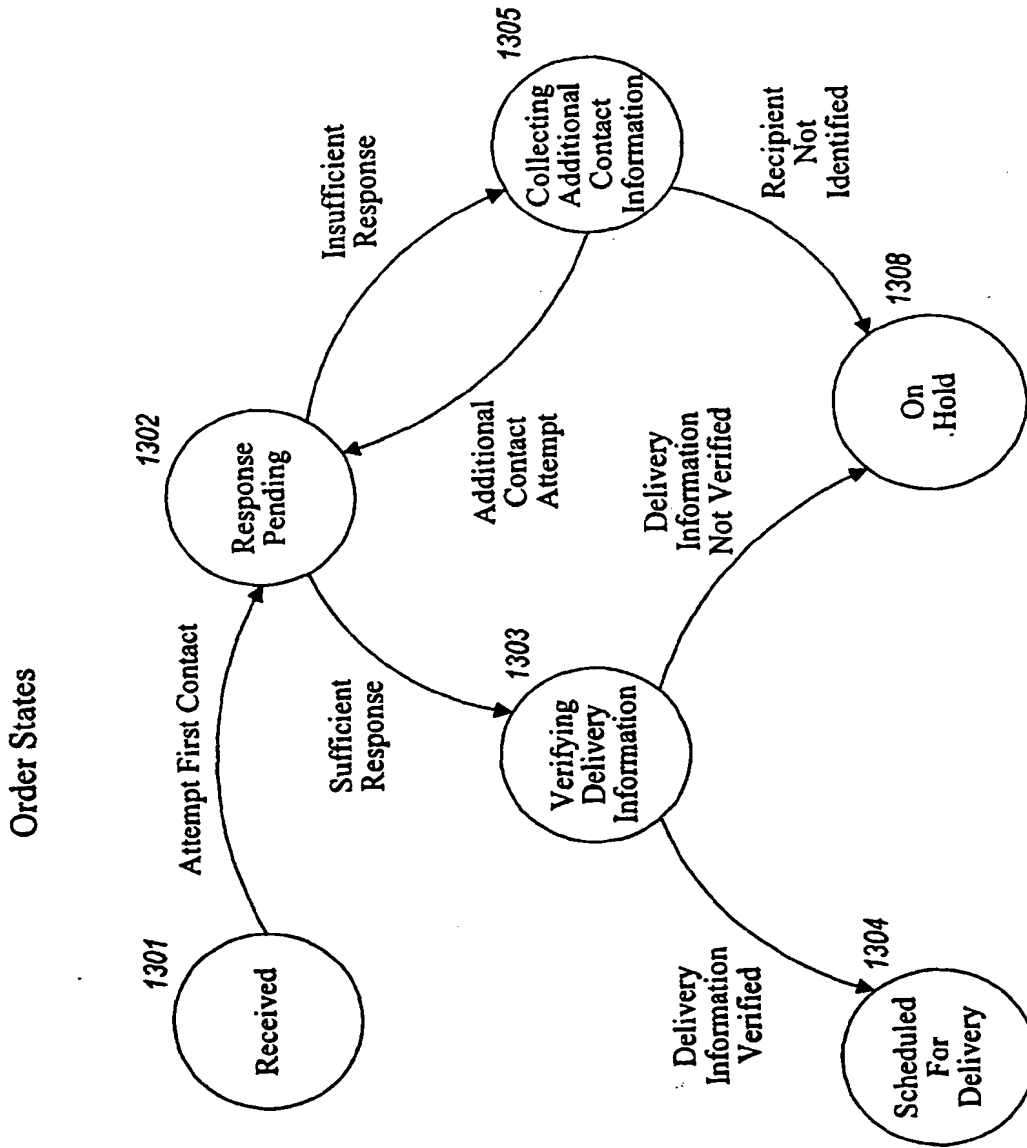 Order States
1301
Received
Attempt First Contact
1302
Response
Pending
Insufficient
Response
1305
Collecting
Additional
Contact
Information
Sufficient
Response
Additional
Contact
Attempt
1303
Verifying
Delivery
Information
Delivery
Information
Not Verified
Recipient
Not
Identified
Delivery
Information
Verified
1304
Scheduled
For
Delivery
1308
On
.Hold